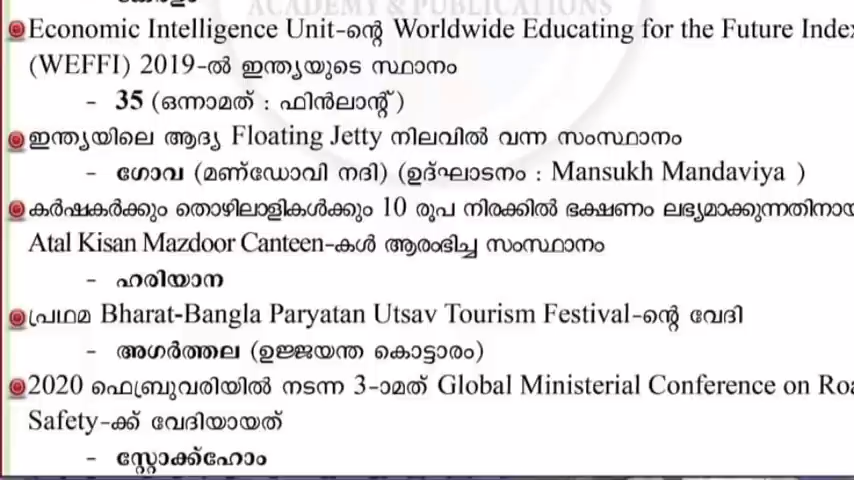 ACADEMY & PUBLICATIONS
Economic Intelligence Unit-ന്റെ Worldwide Educating for the Future Index
(WEFFI) 2019-ൽ ഇന്ത്യയുടെ സ്ഥാനം
- 35 (ഒന്നാമത് : ഫിൻലാന്റ്)
ഇന്ത്യയിലെ ആദ്യ Floating Jetty നിലവിൽ വന്ന സംസ്ഥാനം
- ഗോവ (മണ്ഡോവി നദി) (ഉദ്ഘാടനം : Mansukh Mandaviya )
കർഷകർക്കും തൊഴിലാളികൾക്കും 10 രൂപ നിരക്കിൽ ഭക്ഷണം ലഭ്യമാക്കുന്നതിനായ
Atal Kisan Mazdoor Canteen-കൾ ആരംഭിച്ച സംസ്ഥാനം
- ഹരിയാന
പ്രഥമ Bharat-Bangla Paryatan Utsav Tourism Festival-ന്റെ വേദി
- അഗർത്തല (ഉജ്ജയന്ത കൊട്ടാരം)
2020 ഫെബ്രുവരിയിൽ നടന്ന 3-ാമത് Global Ministerial Conference on Roa
Safety-ക്ക് വേദിയായത്
- സ്റ്റോക്ക്ഹോം